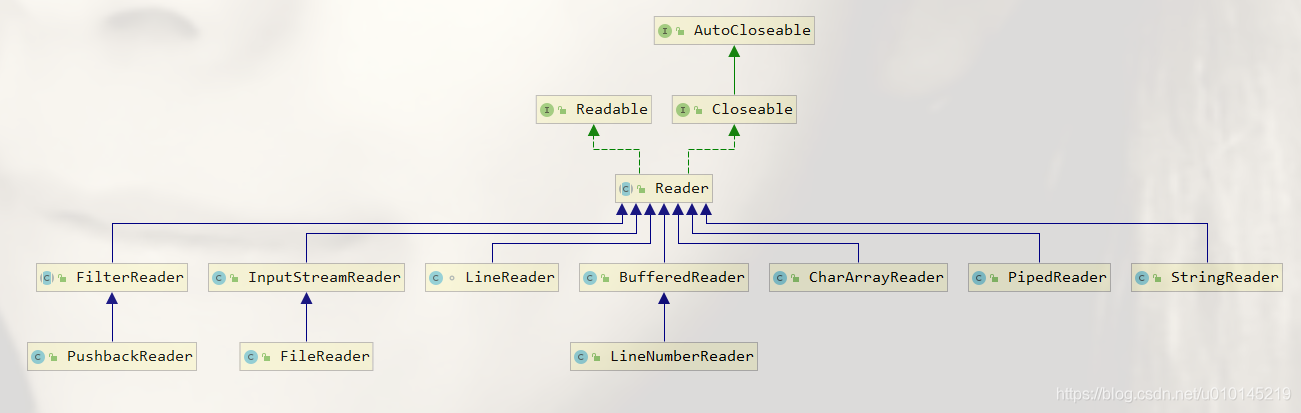 AutoCloseable
Readable
Closeable
Reader
FilterReader
InputStreamReader
LineReader
BufferedReader
CharArrayReader
PipedReader
StringReader
PushbackReader
FileReader
LineNumberReader
https://blog.csdn.net/u010145219